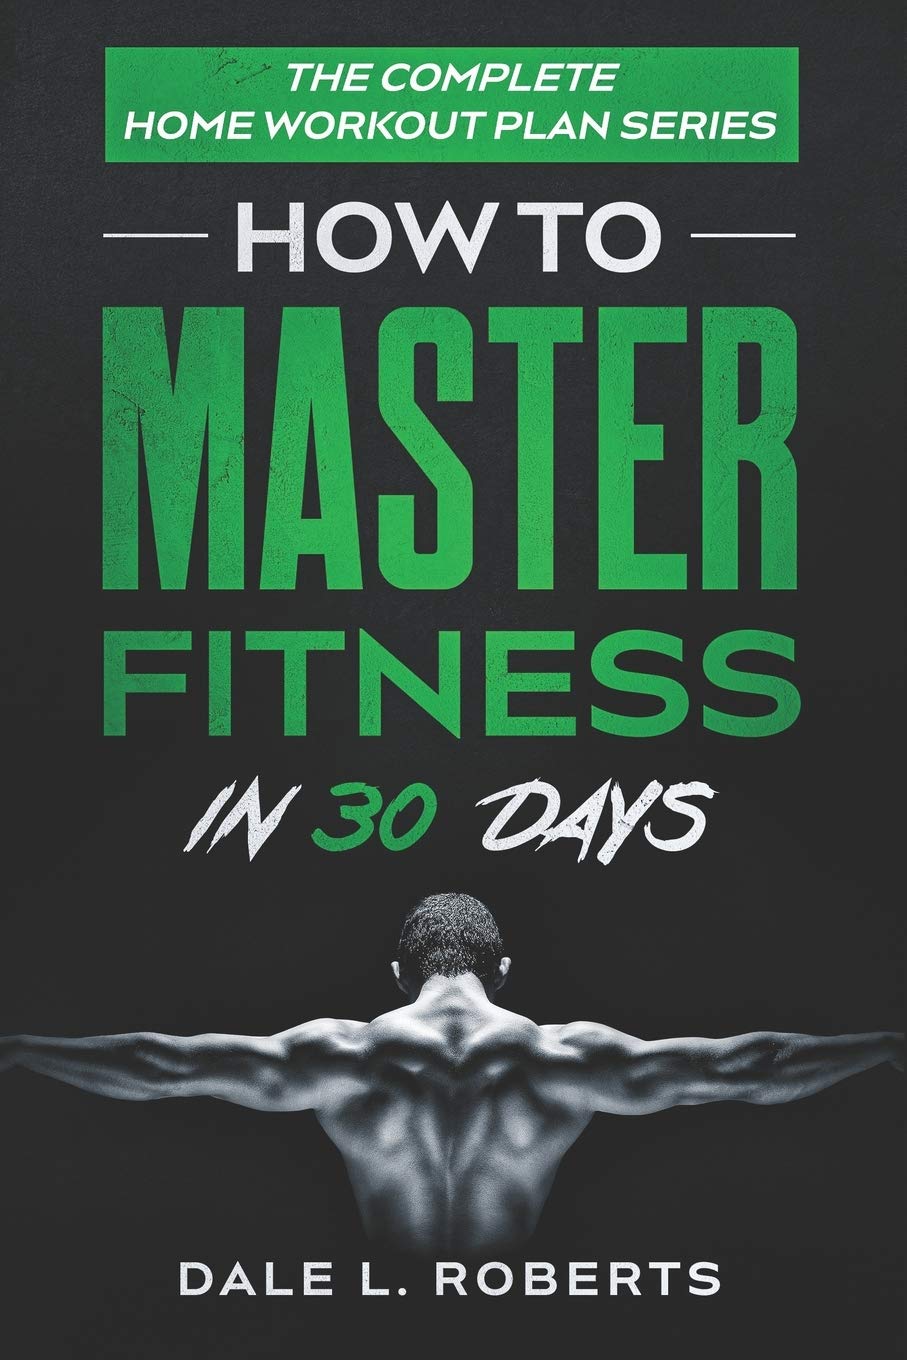 THE COMPLETE
HOME WORKOUT PLAN SERIES
HOW TO
MASTER
FITNESS
IN 30 DAYS
DALE L. ROBERTS